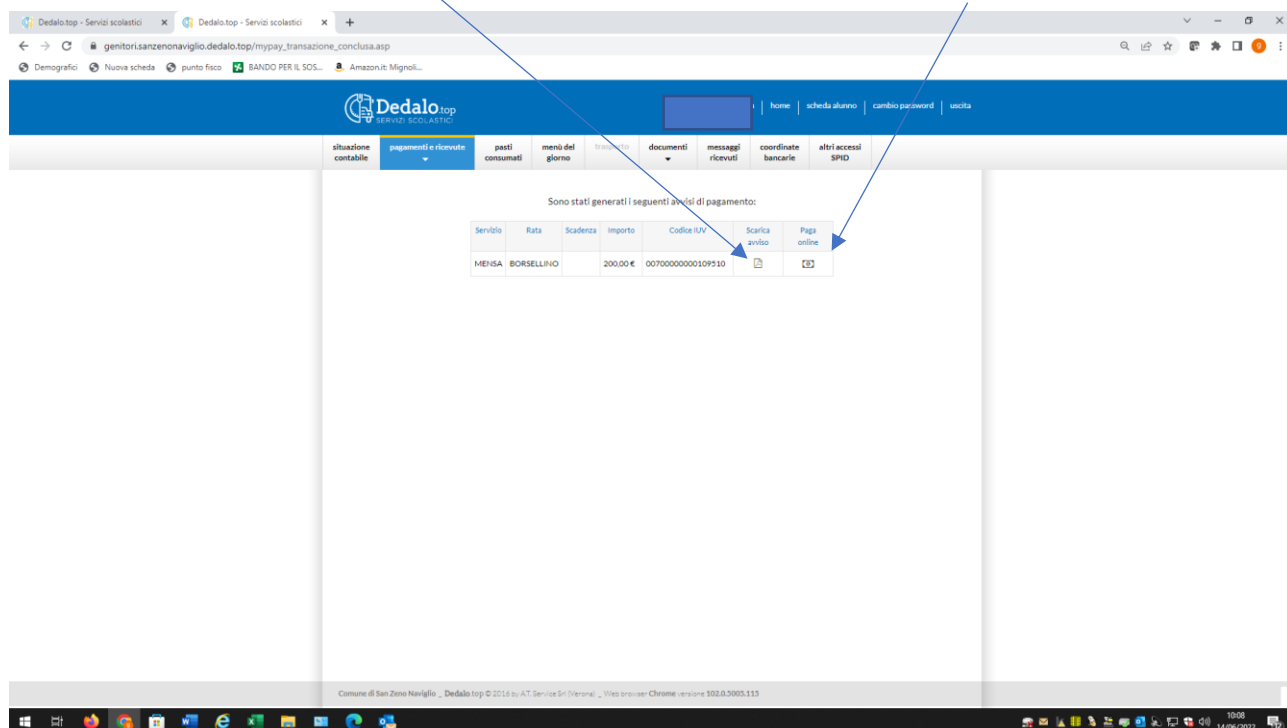 Dedalo.top - Servizi scolastici
Dedalo.top - Servizi scolastici
genitori.sanzenonaviglio.dedalo.top/mypay_transazione_conclusa.asp
Demografici Nuova scheda punto fisco BANDO PER IL SOS... Amazon.it: Mignoli...
Dedalo.top
SERVIZI SCOLASTICI
home | scheda alunno | cambio password | uscita
situazione contabile
pagamenti e ricevute
pasti consumati
menù del giorno
trasporto
documenti
messaggi ricevuti
coordinate bancarie
altri accessi SPID
Sono stati generati i seguenti avvisi di pagamento:
Servizio Rata Scadenza Importo Codice IUV Scarica avviso Paga online
MENSA BORSELLINO 200,00 € 00700000000109510
Comune di San Zeno Naviglio _ Dedalo.top © 2016 by A.T. Service Srl (Verona) _ Web browser Chrome versione 102.0.5005.115
10:08
14/06/2022